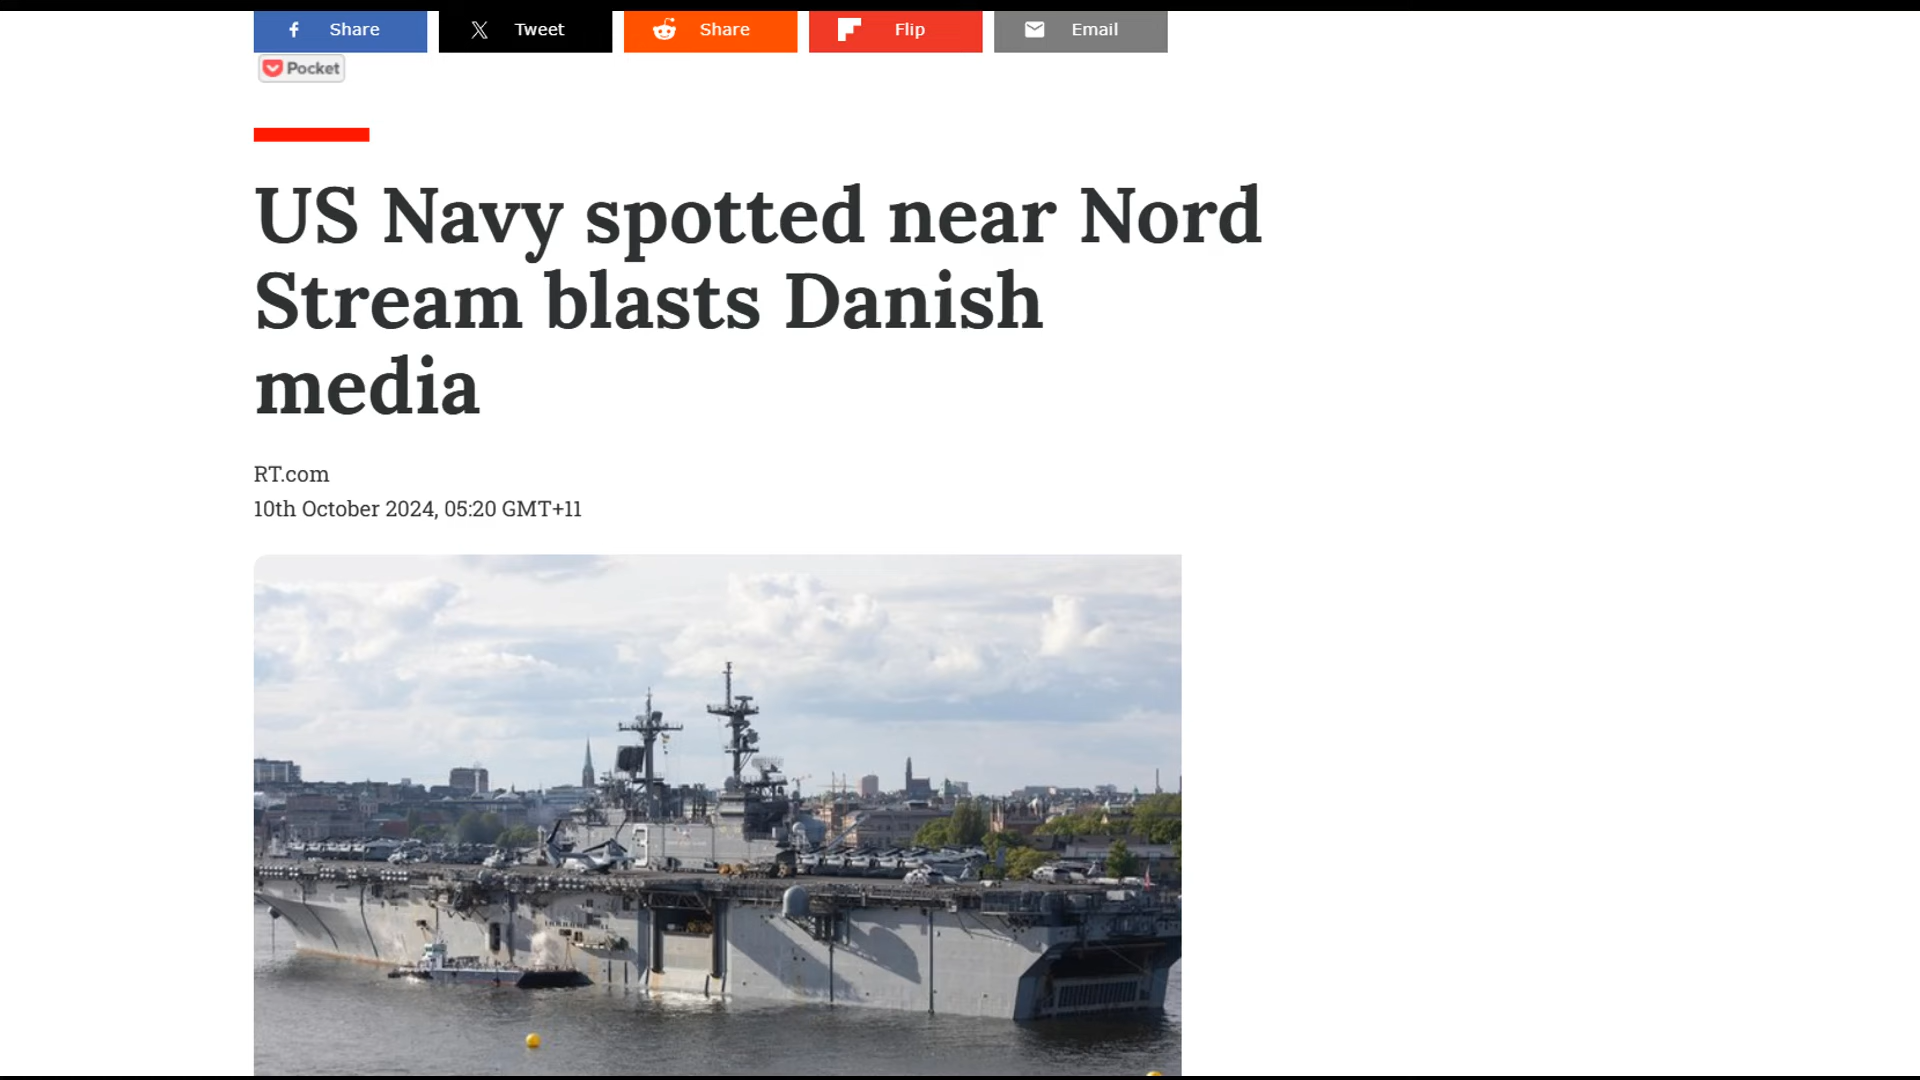 Share
Tweet
Share
Flip
Email
Pocket
US Navy spotted near Nord
Stream blasts Danish
media
RT.com
10th October 2024, 05:20 GMT+11